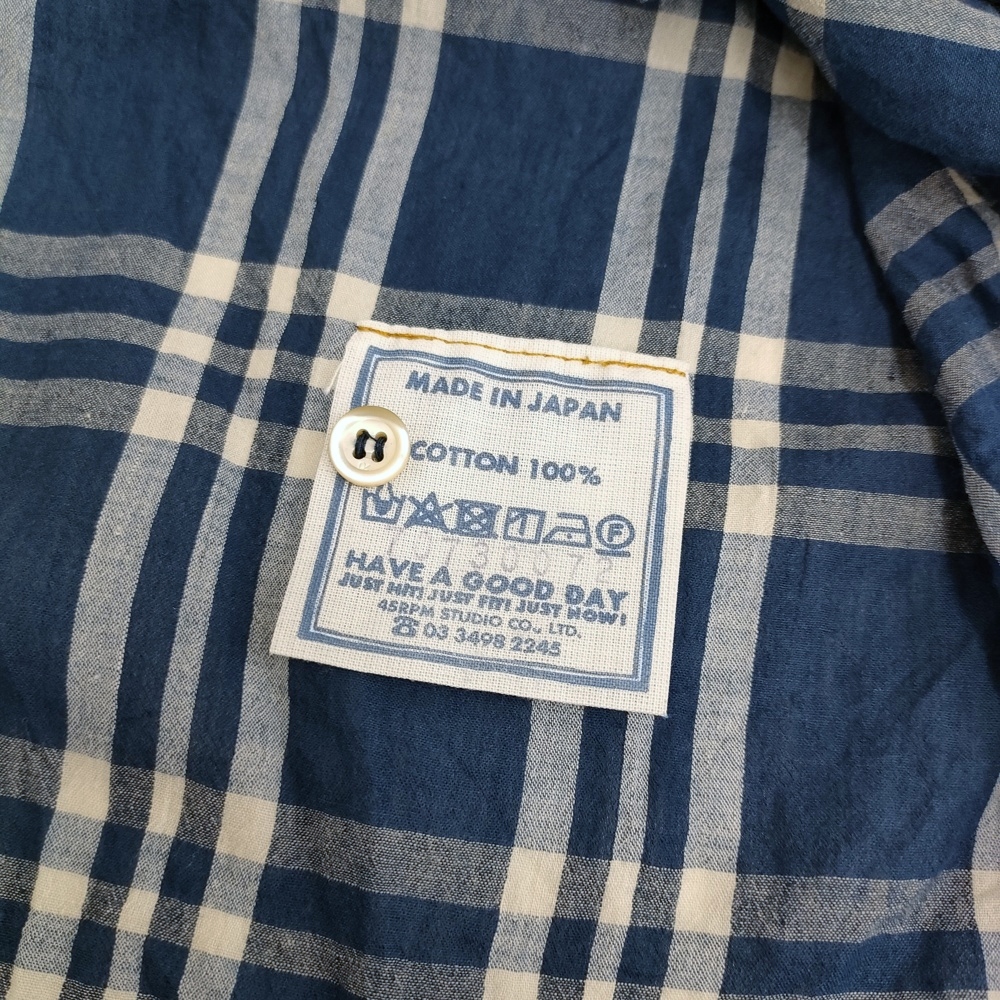 MADE IN JAPAN
COTTON 100%
F
HAVE A GOOD DAY
JUST HIT! JUST FIT! JUST NOW!
45RPM STUDIO CO., LTD.
☎ 03 3498 2245